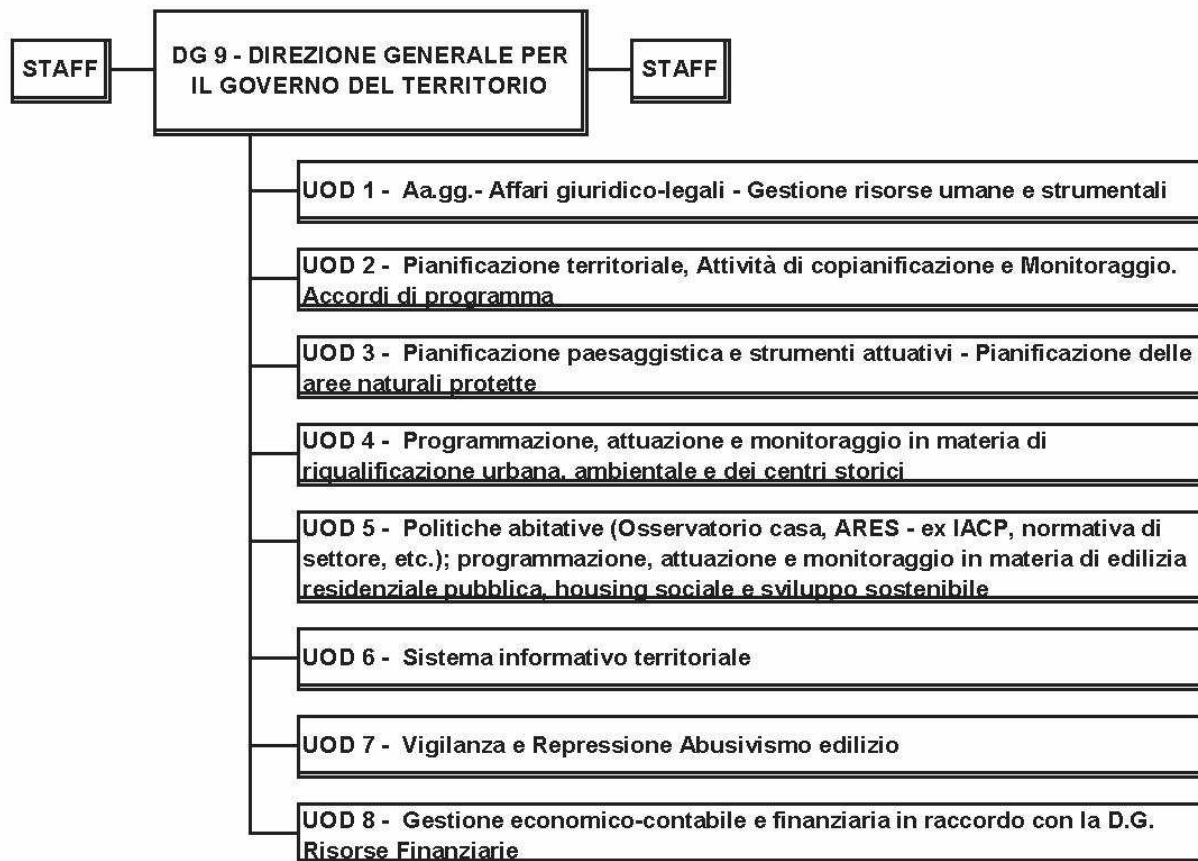 STAFF
DG 9 - DIREZIONE GENERALE PER
IL GOVERNO DEL TERRITORIO
STAFF
UOD 1 - Aa.gg.- Affari giuridico-legali - Gestione risorse umane e strumentali
UOD 2 - Pianificazione territoriale, Attività di copianificazione e Monitoraggio.
Accordi di programma
UOD 3 - Pianificazione paesaggistica e strumenti attuativi - Pianificazione delle
aree naturali protette
UOD 4 - Programmazione, attuazione e monitoraggio in materia di
riqualificazione urbana, ambientale e dei centri storici
UOD 5 - Politiche abitative (Osservatorio casa, ARES - ex IACP, normativa di
settore, etc.); programmazione, attuazione e monitoraggio in materia di edilizia
residenziale pubblica, housing sociale e sviluppo sostenibile
UOD 6 - Sistema informativo territoriale
UOD 7 - Vigilanza e Repressione Abusivismo edilizio
UOD 8 - Gestione economico-contabile e finanziaria in raccordo con la D.G.
Risorse Finanziarie